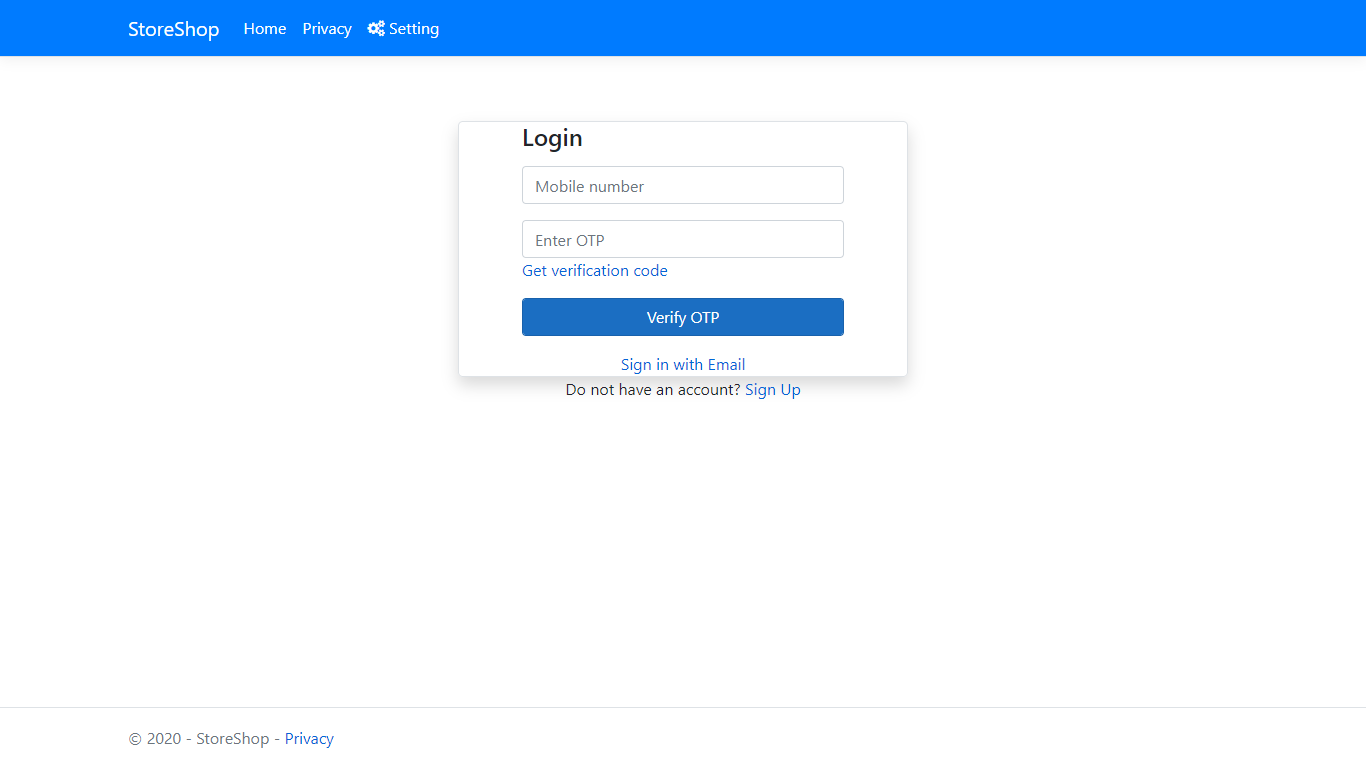 StoreShop Home Privacy Setting
Login
Mobile number
Enter OTP
Get verification code
Verify OTP
Sign in with Email
Do not have an account? Sign Up
© 2020 - StoreShop - Privacy